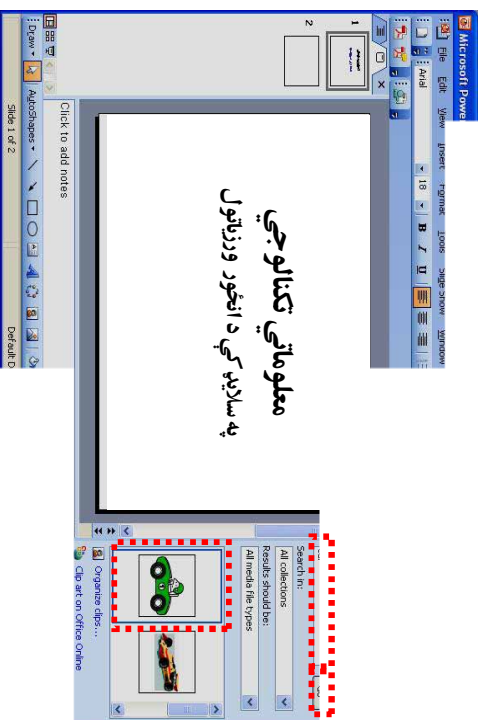 Microsoft Powe
File Edit View Insert Format Tools Slide Show Window
Arial 18 B I U
1
2
معلوماتي تکنالوجي
په سلايډ کي د انځور ورزياتول
Click to add notes
Draw AutoShapes
Slide 1 of 2 Default D
Search in:
All collections
Results should be:
All media file types
Organize clips...
Clip art on Office Online